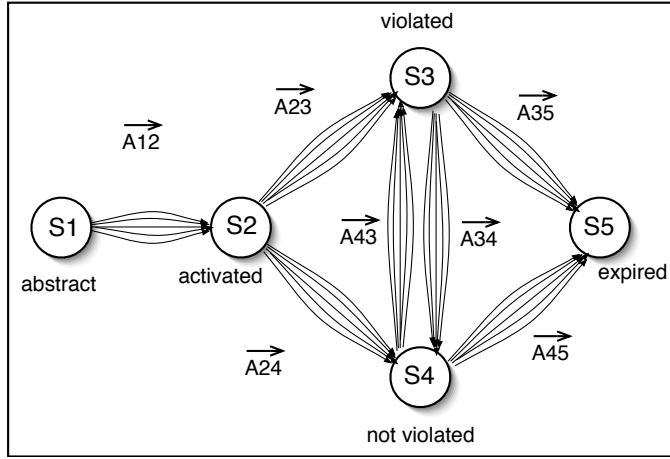 violated
S3
A23
A35
A12
S1
S2
A43
A34
S5
abstract
activated
expired
A24
A45
S4
not violated